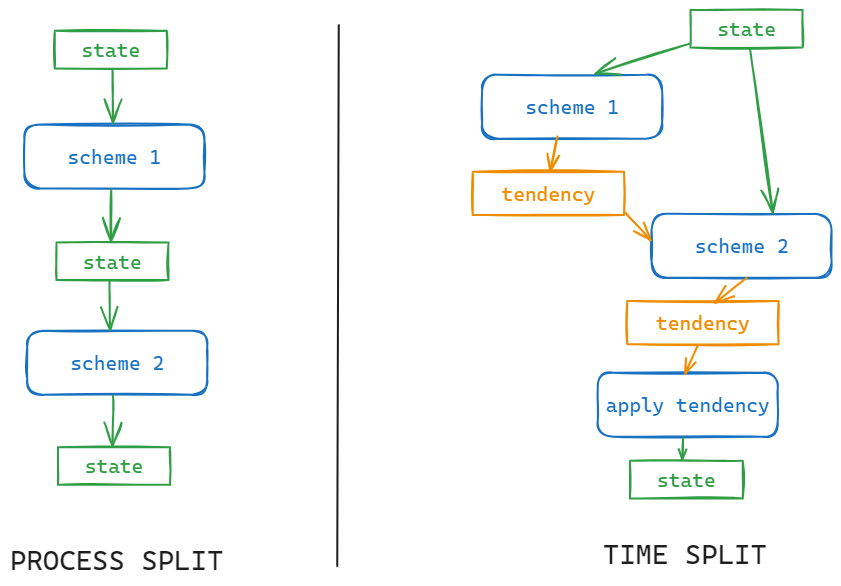 state
scheme 1
state
scheme 2
state
PROCESS SPLIT
state
scheme 1
tendency
scheme 2
tendency
apply tendency
state
TIME SPLIT